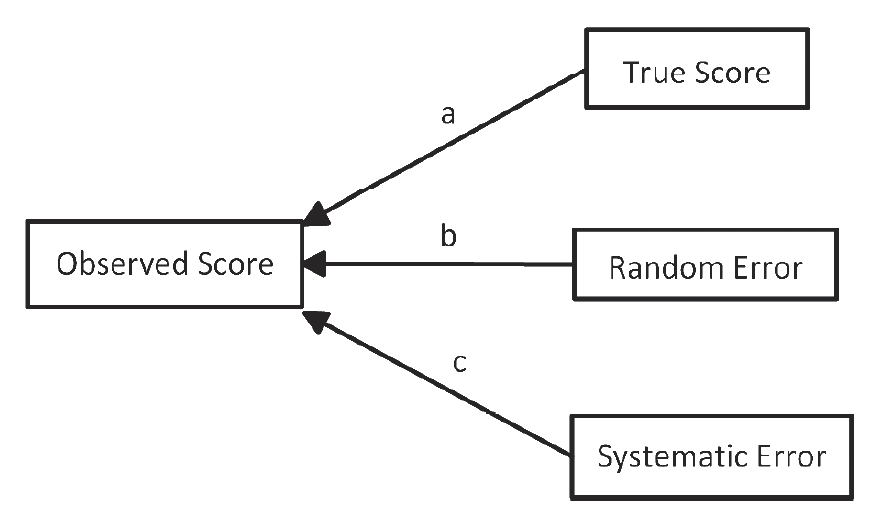 True Score
a
b
Observed Score
Random Error
c
Systematic Error